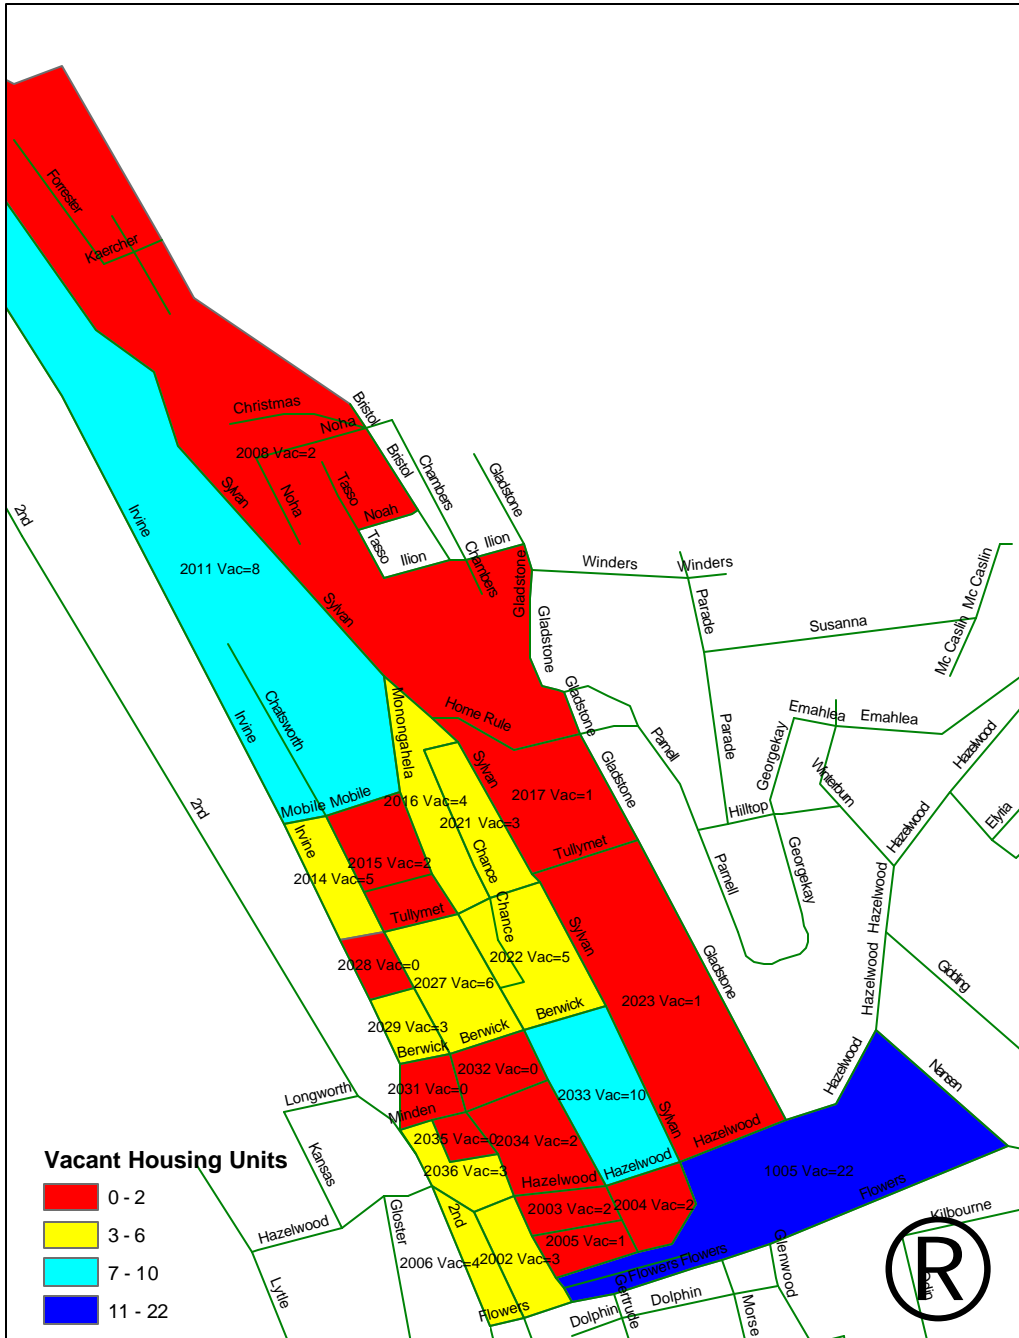 Forrester
Kaercher
Christmas
Bristol
Noha
2008 Vac=2
Bristol
Chambers
Gladstone
Sylvan
Noha
Tasso
Noah
2nd
Irvine
Tasso
Ilion
Ilion
Chambers
Gladstone
Winders
Winders
Mc Caslin
2011 Vac=8
Sylvan
Gladstone
Parade
Susanna
Mc Caslin
Chatsworth
Irvine
Monongahela
Home Rule
Gladstone
Parnell
Parade
Georgekay
Emahlea
Emahlea
Hazelwood
Sylvan
Gladstone
Winterburn
2nd
Mobile
Mobile
2016 Vac=4
2017 Vac=1
Hilltop
Hazelwood
Elylla
Irvine
2021 Vac=3
2015 Vac=2
2014 Vac=5
Chance
Tullymet
Parnell
Georgekay
Hazelwood
Tullymet
Chance
Sylvan
2028 Vac=0
2022 Vac=5
2027 Vac=6
Gladstone
Hazelwood
Gidding
2023 Vac=1
2029 Vac=3
Berwick
Berwick
Berwick
2032 Vac=0
Hazelwood
Nansen
Longworth
2031 Vac=0
2033 Vac=10
Minden
Sylvan
Hazelwood
2035 Vac=0
2034 Vac=2
Kansas
2036 Vac=3
Hazelwood
Hazelwood
1005 Vac=22
Flowers
Vacant Housing Units
0 - 2
3 - 6
7 - 10
11 - 22
Hazelwood
Gloster
2nd
2003 Vac=2
2004 Vac=2
Kilbourne
2005 Vac=1
2006 Vac=4
2002 Vac=3
Flowers
Flowers
Glenwood
Lytle
Flowers
Dolphin
Gertrude
Dolphin
Morse
R